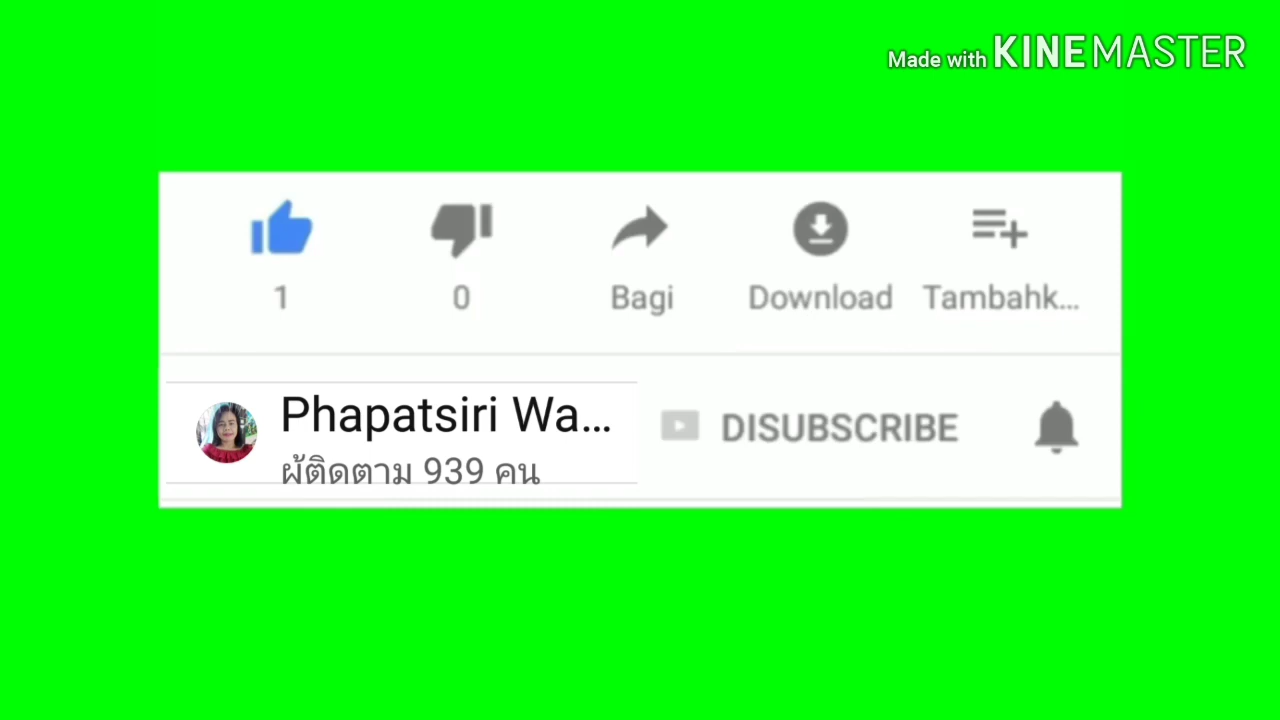 Made with KINEMASTER
1
0
Bagi
Download
Tambahk...
Phapatsiri Wa...
DISUBSCRIBE
ผู้ติดตาม 939 คน